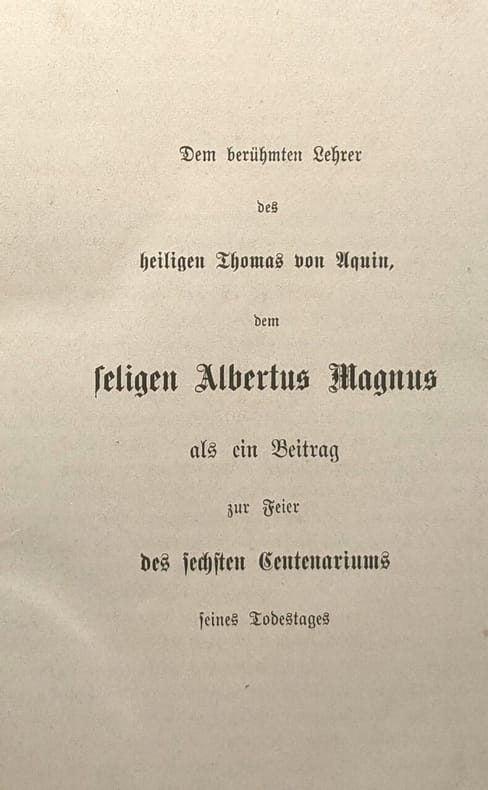 Dem berühmten Lehrer
des
heiligen Thomas von Aquin,
dem
seligen Albertus Magnus
als ein Beitrag
zur Feier
des sechsten Centenariums
seines Todestages